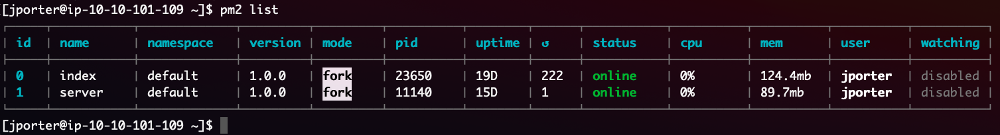 [jporter@ip-10-10-101-109 ~]$ pm2 list
id name namespace version mode pid uptime ↺ status cpu mem user watching
0 index default 1.0.0 fork 23650 19D 222 online 0% 124.4mb jporter disabled
1 server default 1.0.0 fork 11140 15D 1 online 0% 89.7mb jporter disabled
[jporter@ip-10-10-101-109 ~]$